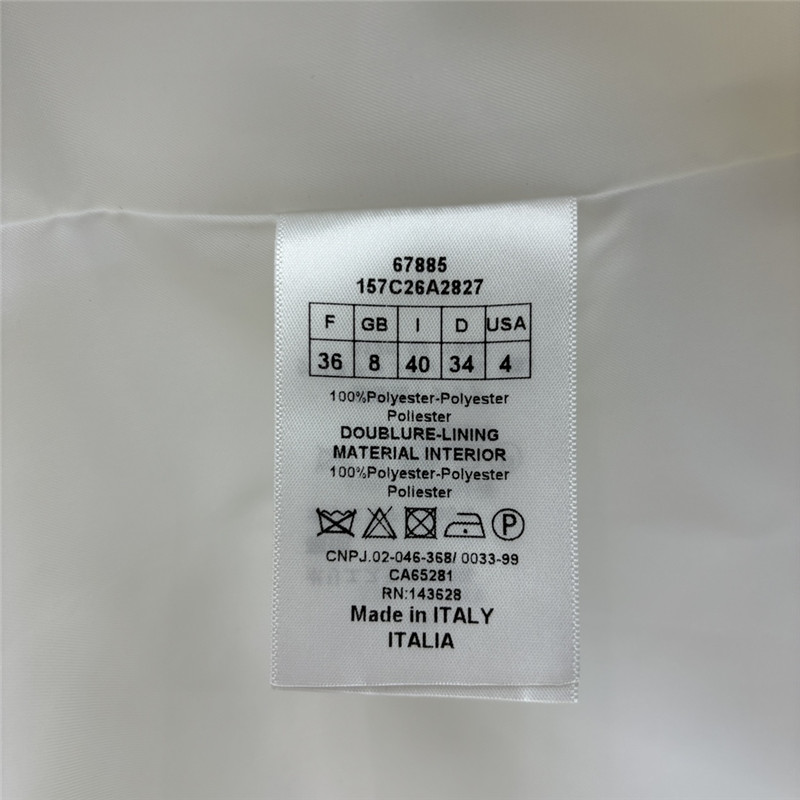 67885
157C26A2827
F GB I D USA
36 8 40 34 4
100%Polyester-Polyester
Poliester
DOUBLURE-LINING
MATERIAL INTERIOR
100%Polyester-Polyester
Poliester
P
CNPJ.02-046-368/ 0033-99
CA65281
RN:143628
Made in ITALY
ITALIA